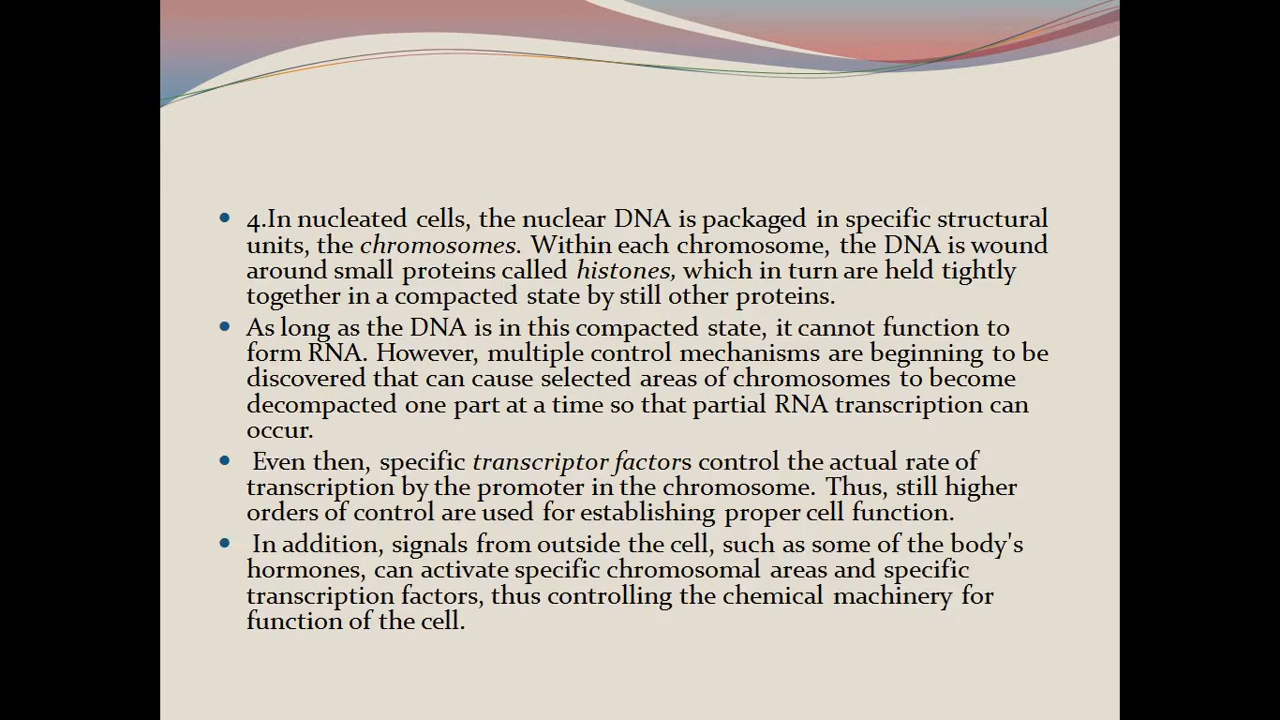 • 4.In nucleated cells, the nuclear DNA is packaged in specific structural
units, the chromosomes. Within each chromosome, the DNA is wound
around small proteins called histones, which in turn are held tightly
together in a compacted state by still other proteins.
• As long as the DNA is in this compacted state, it cannot function to
form RNA. However, multiple control mechanisms are beginning to be
discovered that can cause selected areas of chromosomes to become
decompacted one part at a time so that partial RNA transcription can
occur.
• Even then, specific transcriptor factors control the actual rate of
transcription by the promoter in the chromosome. Thus, still higher
orders of control are used for establishing proper cell function.
• In addition, signals from outside the cell, such as some of the body's
hormones, can activate specific chromosomal areas and specific
transcription factors, thus controlling the chemical machinery for
function of the cell.